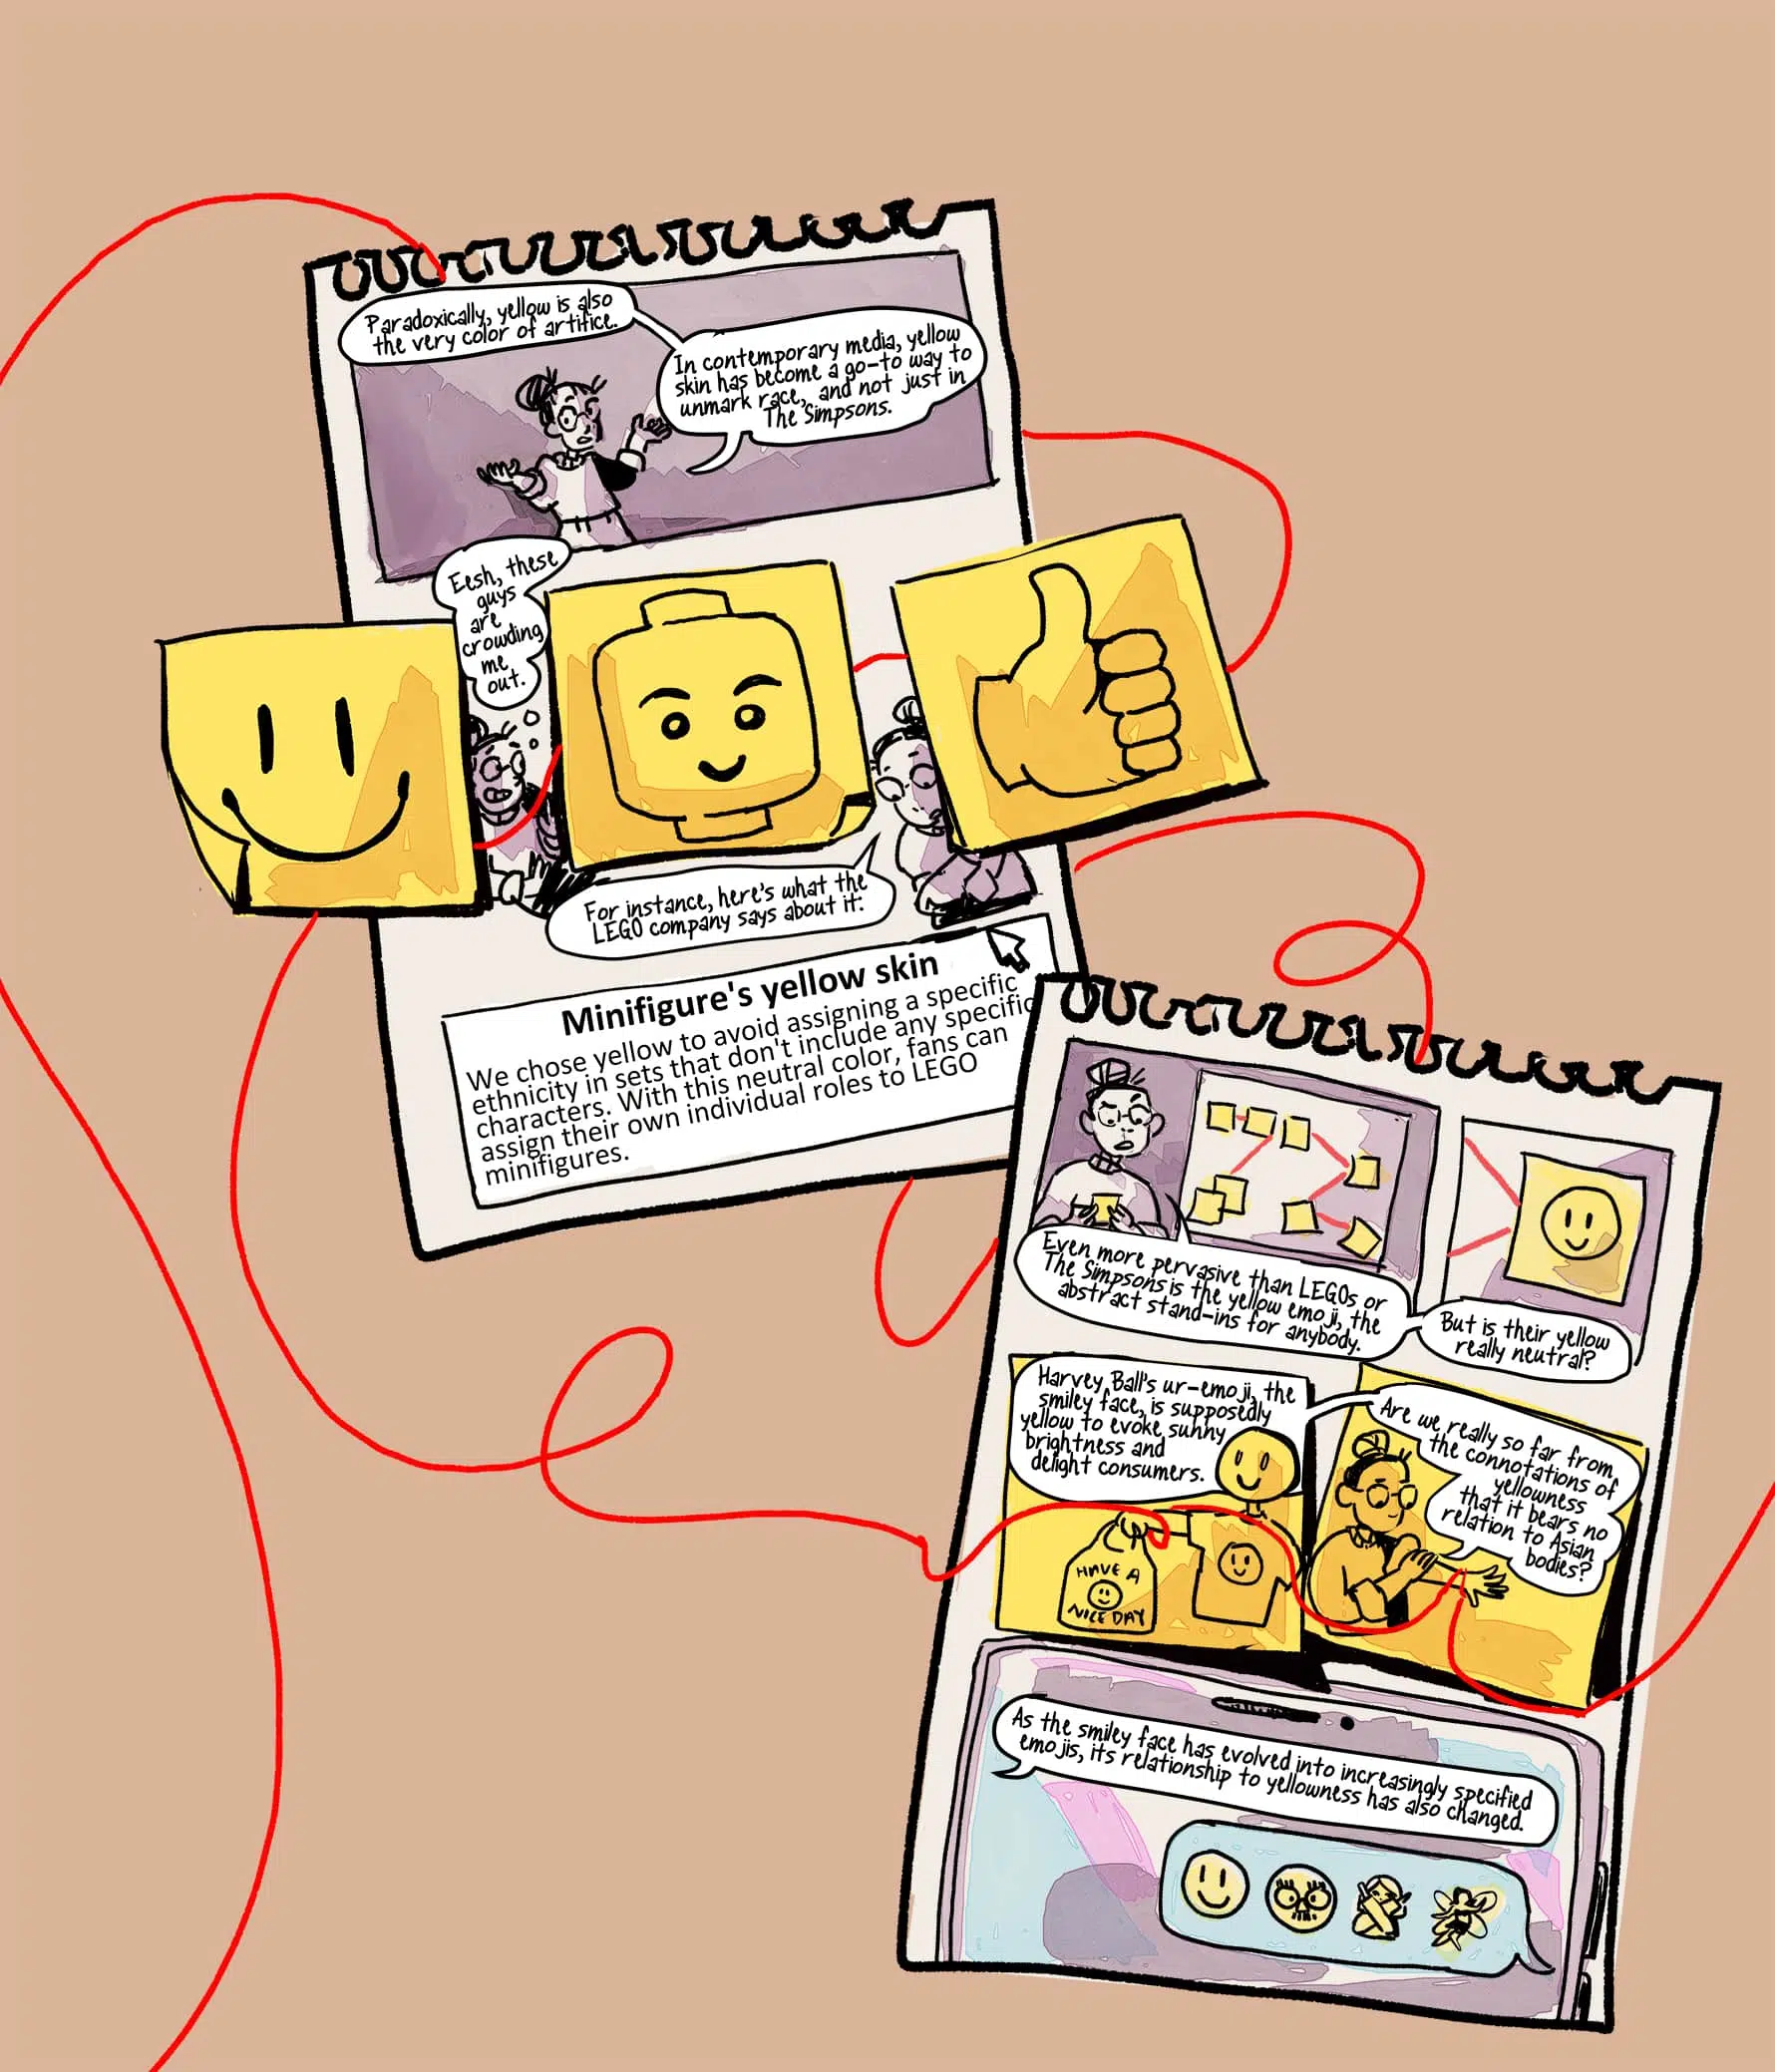 Paradoxically, yellow is also
the very color of artifice.
In contemporary media, yellow
skin has become a go-to way to
unmark race, and not just in
The Simpsons.
Eesh, these
guys
are
crowding
me
out.
For instance, here's what the
LEGO company says about it:
Minifigure's yellow skin
We chose yellow to avoid assigning a specific
ethnicity in sets that don't include any specific
characters. With this neutral color, fans can
assign their own individual roles to LEGO
minifigures.
Even more pervasive than LEGOs or
The Simpsons is the yellow emoji, the
abstract stand-ins for anybody.
But is their yellow
really neutral?
Harvey Ball's ur-emoji, the
smiley face, is supposedly
yellow to evoke sunny
brightness and
delight consumers.
HAVE A
NICE DAY
Are we really so far from
the connotations of
yellowness
that it bears no
relation to Asian
bodies?
As the smiley face has evolved into increasingly specified
emojis, its relationship to yellowness has also changed.